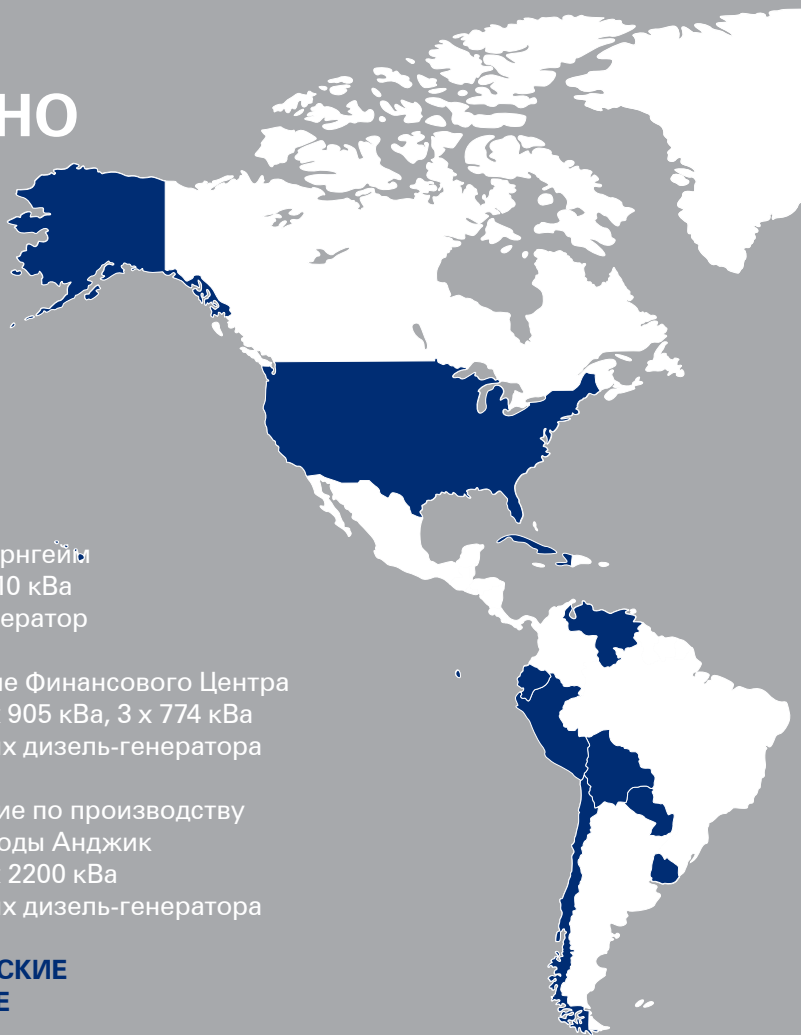 НО
рнгейм
10 кВа
ератор
ие Финансового Центра
905 кВа, 3 x 774 кВа
х дизель-генератора
ие по производству
оды Анджик
2200 кВа
х дизель-генератора
СКИЕ
Е